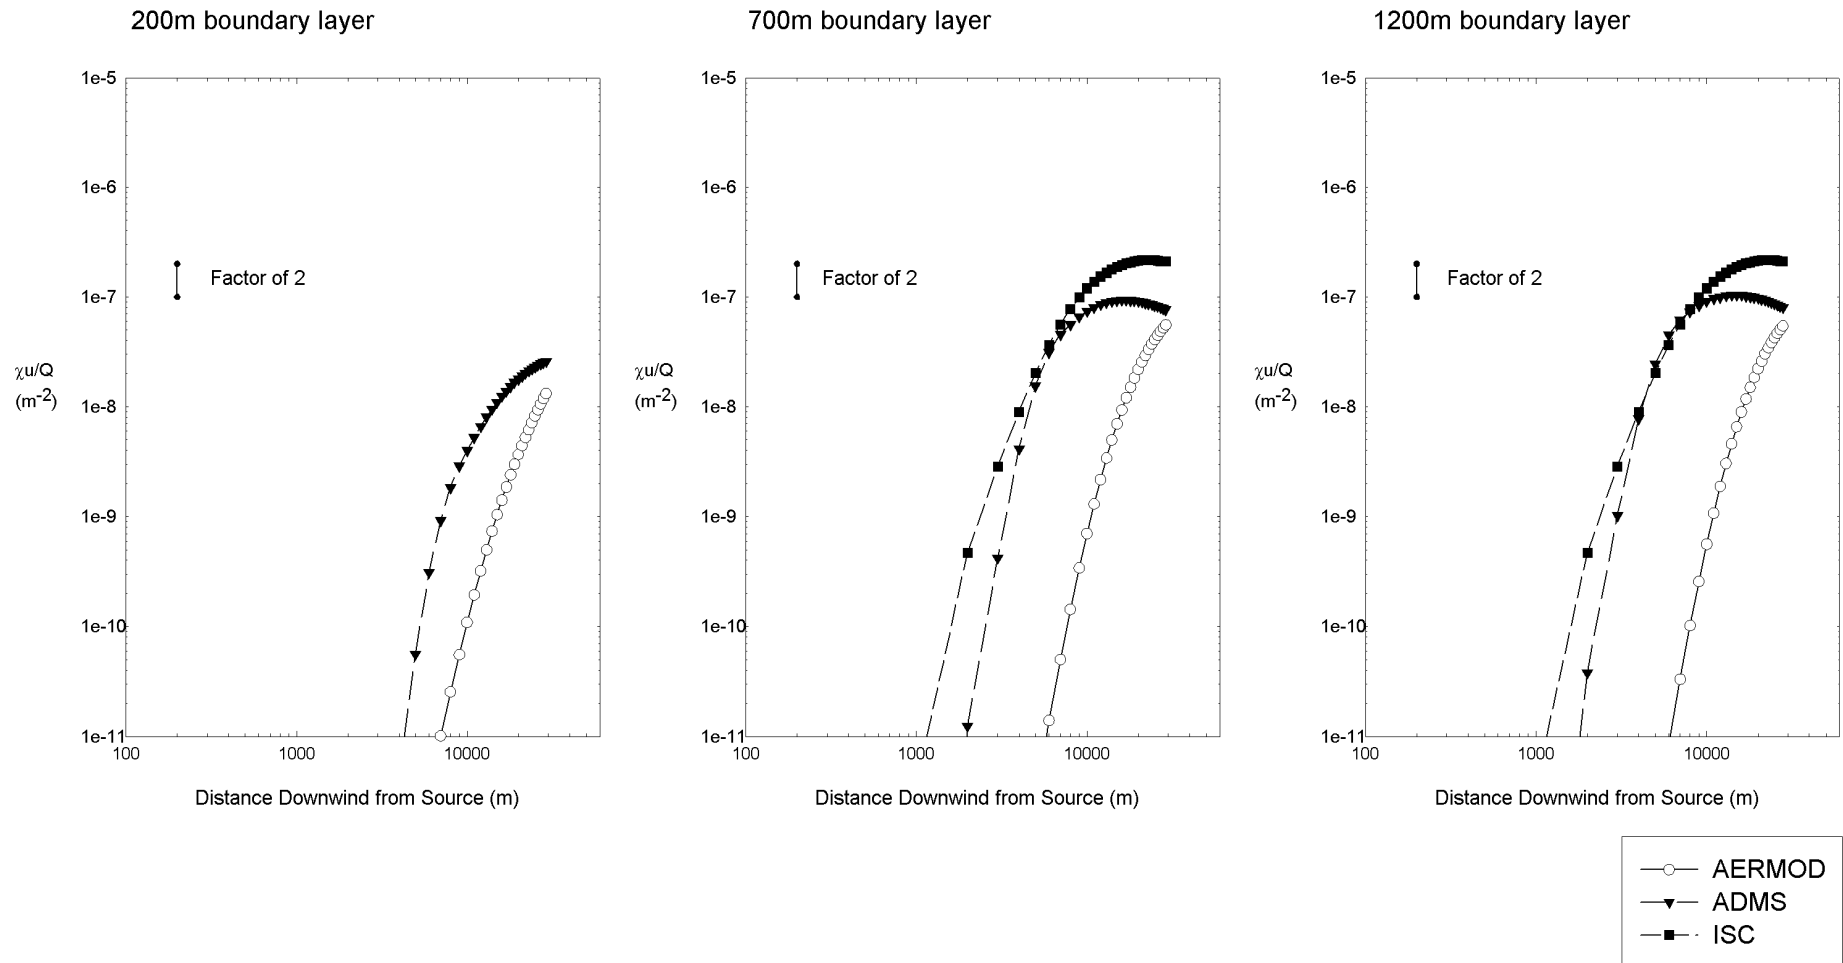 200m boundary layer
1e-5
1e-6
1e-7
1e-8
1e-9
1e-10
1e-11
Factor of 2
χu/Q
(m-2)
100
1000
10000
Distance Downwind from Source (m)
700m boundary layer
1e-5
1e-6
1e-7
1e-8
1e-9
1e-10
1e-11
Factor of 2
χu/Q
(m-2)
100
1000
10000
Distance Downwind from Source (m)
1200m boundary layer
1e-5
1e-6
1e-7
1e-8
1e-9
1e-10
1e-11
Factor of 2
χu/Q
(m-2)
100
1000
10000
Distance Downwind from Source (m)
AERMOD
ADMS
ISC